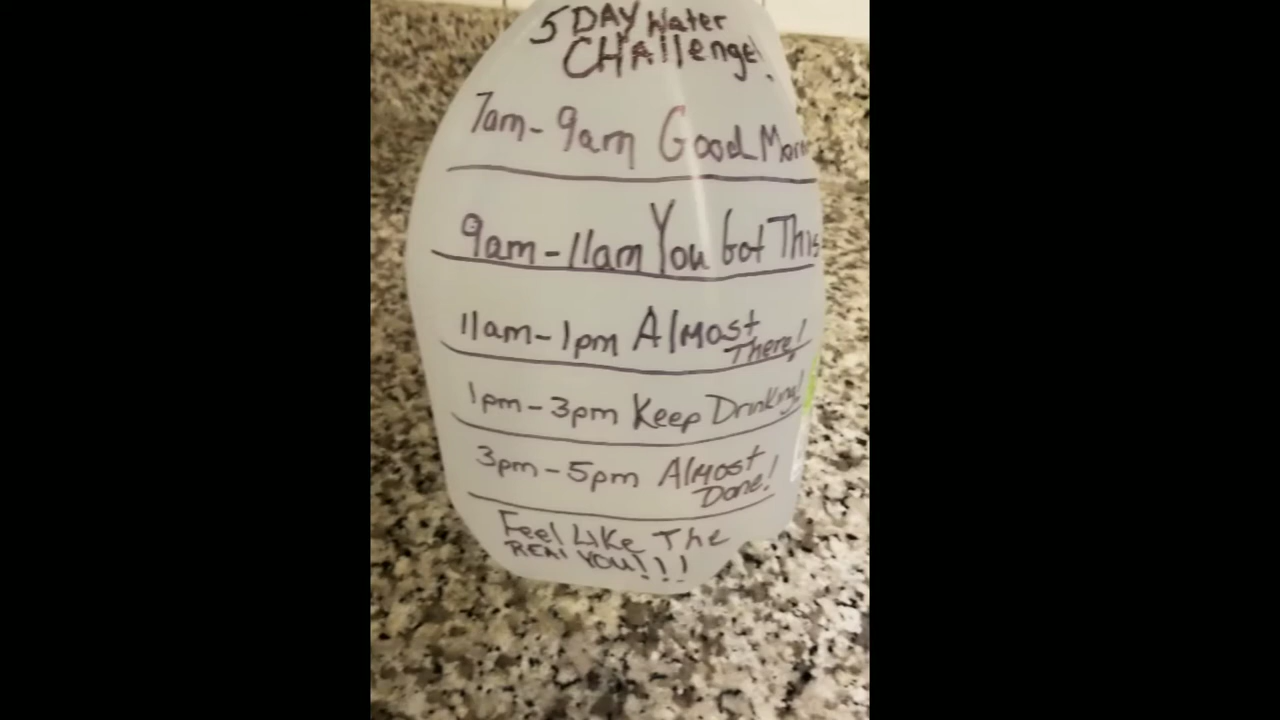 5 DAY Water
CHAllenge!
7am - 9am Good Morn
9am - 11am You Got This
11am - 1pm Almost
There!
1pm - 3pm Keep Drinking!
3pm - 5pm Almost
Done!
Feel Like The
REAl YOU!!!